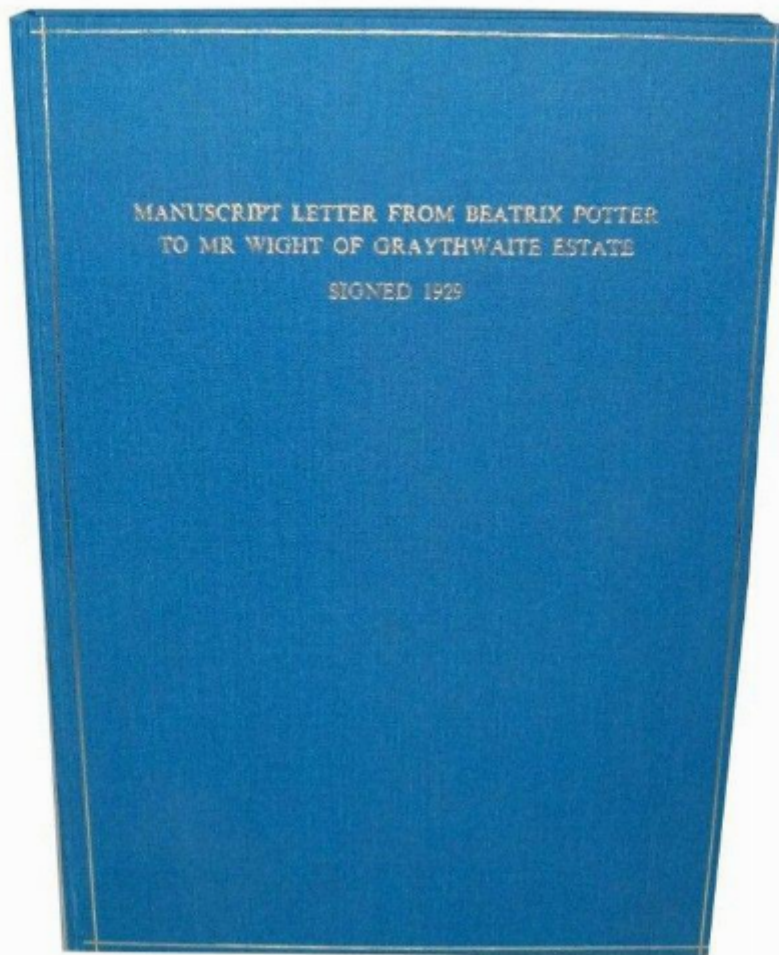 MANUSCRIPT LETTER FROM BEATRIX POTTER
TO MR WIGHT OF GRAYTHWAITE ESTATE
SIGNED 1929